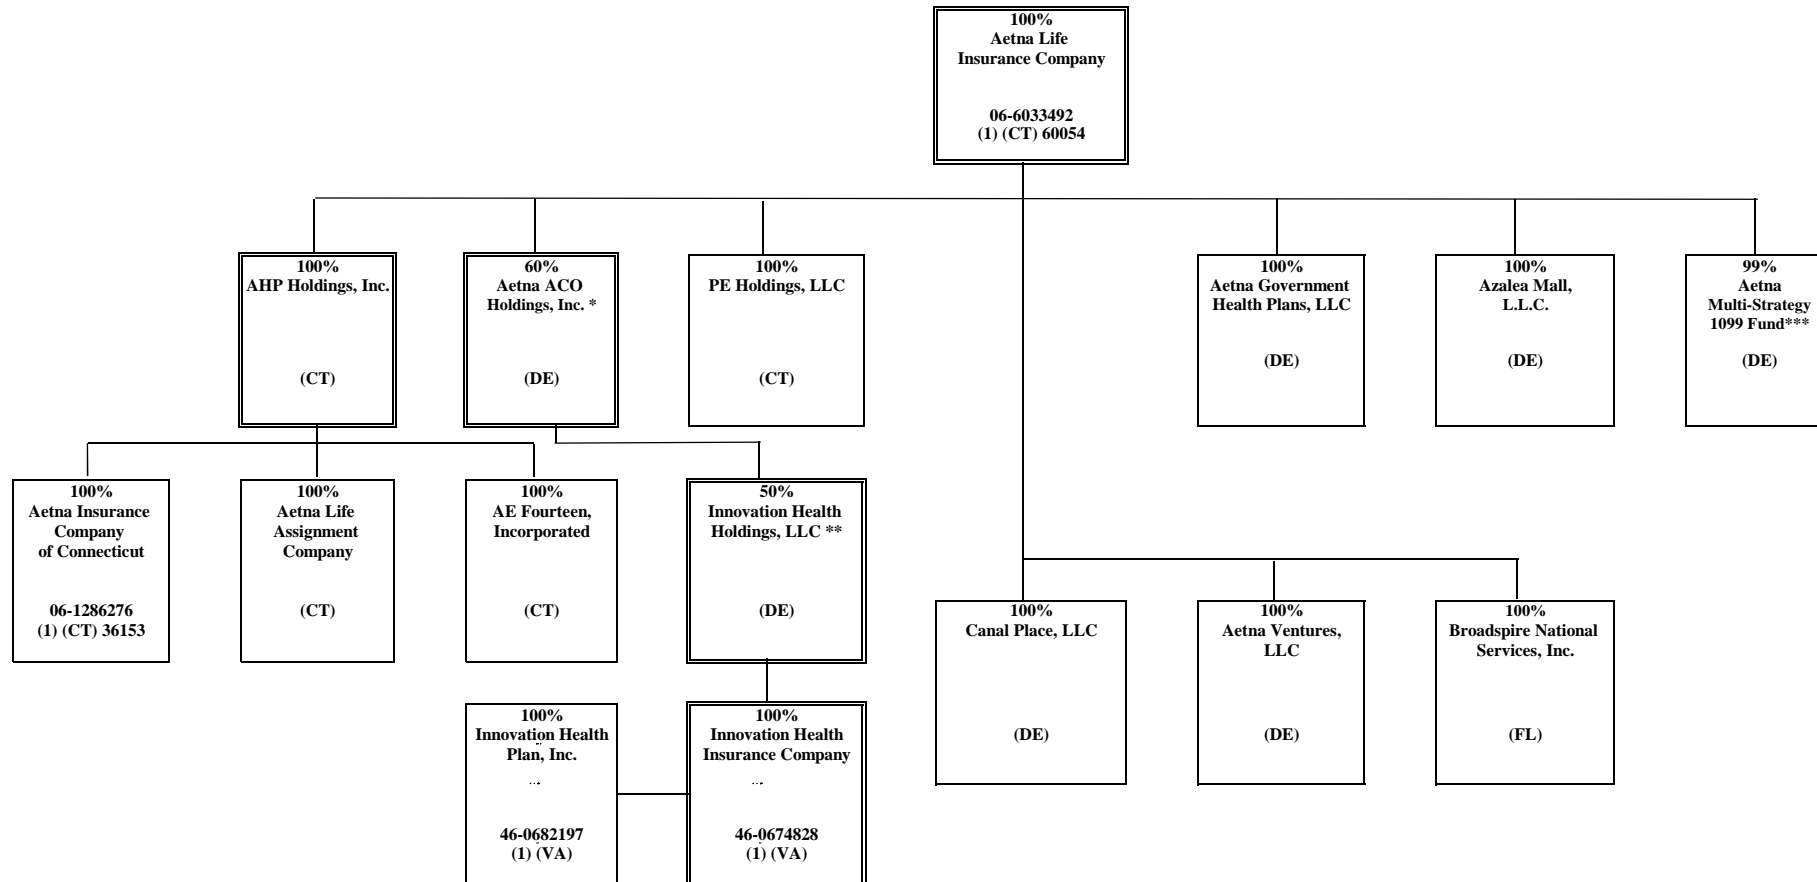 100%
Aetna Life
Insurance Company
06-6033492
(1) (CT) 60054
100%
AHP Holdings, Inc.
(CT)
60%
Aetna ACO
Holdings, Inc. *
(DE)
100%
PE Holdings, LLC
(CT)
100%
Aetna Government
Health Plans, LLC
(DE)
100%
Azalea Mall,
L.L.C.
(DE)
99%
Aetna
Multi-Strategy
1099 Fund***
(DE)
100%
Aetna Insurance
Company
of Connecticut
06-1286276
(1) (CT) 36153
100%
Aetna Life
Assignment
Company
(CT)
100%
AE Fourteen,
Incorporated
(CT)
50%
Innovation Health
Holdings, LLC **
(DE)
100%
Canal Place, LLC
(DE)
100%
Aetna Ventures,
LLC
(DE)
100%
Broadspire National
Services, Inc.
(FL)
100%
Innovation Health
Plan, Inc.
46-0682197
(1) (VA)
100%
Innovation Health
Insurance Company
46-0674828
(1) (VA)